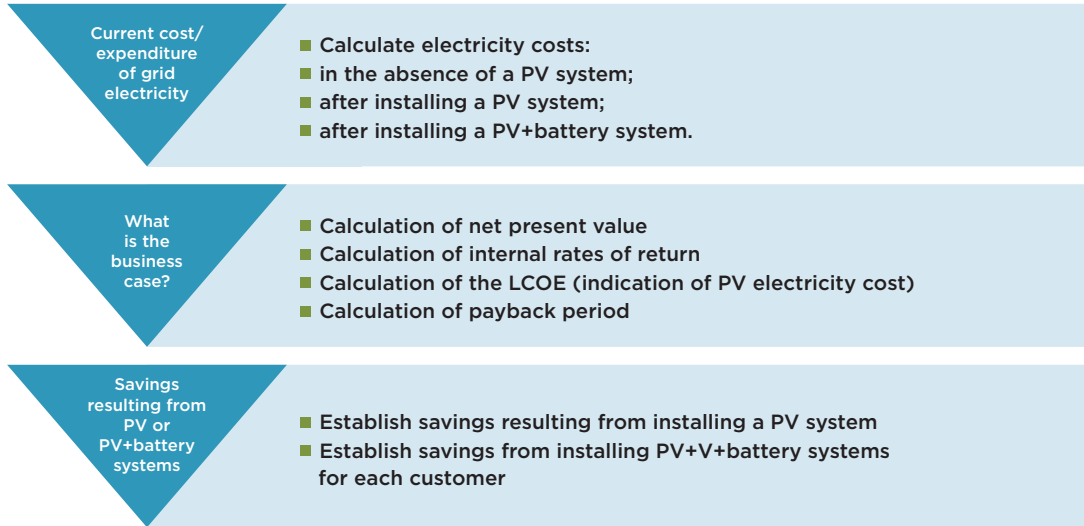 Current cost/
expenditure
of grid
electricity
Calculate electricity costs:
in the absence of a PV system;
after installing a PV system;
after installing a PV+battery system.
What
is the
business
case?
Calculation of net present value
Calculation of internal rates of return
Calculation of the LCOE (indication of PV electricity cost)
Calculation of payback period
Savings
resulting from
PV or
PV+battery
systems
Establish savings resulting from installing a PV system
Establish savings from installing PV+V+battery systems
for each customer